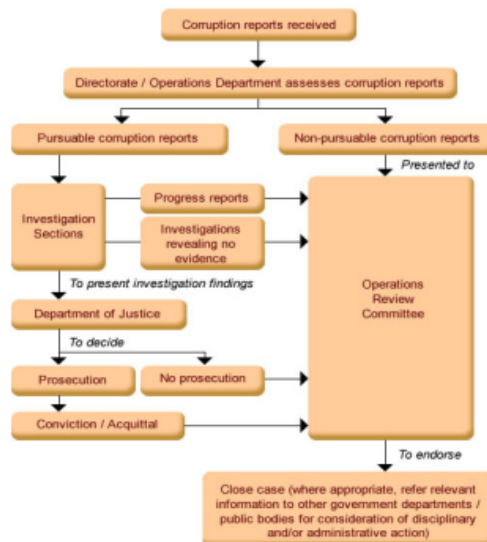 Corruption reports received
Directorate / Operations Department assesses corruption reports
Pursuable corruption reports
Non-pursuable corruption reports
Presented to
Investigation
Sections
Progress reports
Investigations
revealing no
evidence
Operations
Review
Committee
To present investigation findings
Department of Justice
To decide
Prosecution
No prosecution
Conviction / Acquittal
To endorse
Close case (where appropriate, refer relevant
information to other government departments /
public bodies for consideration of disciplinary
and/or administrative action)